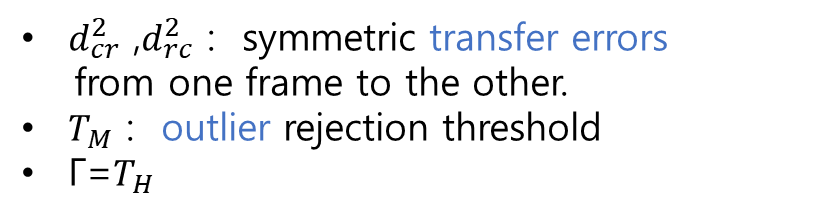 • d²cr ,d²rc : symmetric transfer errors
from one frame to the other.
• TM : outlier rejection threshold
• Γ=TH